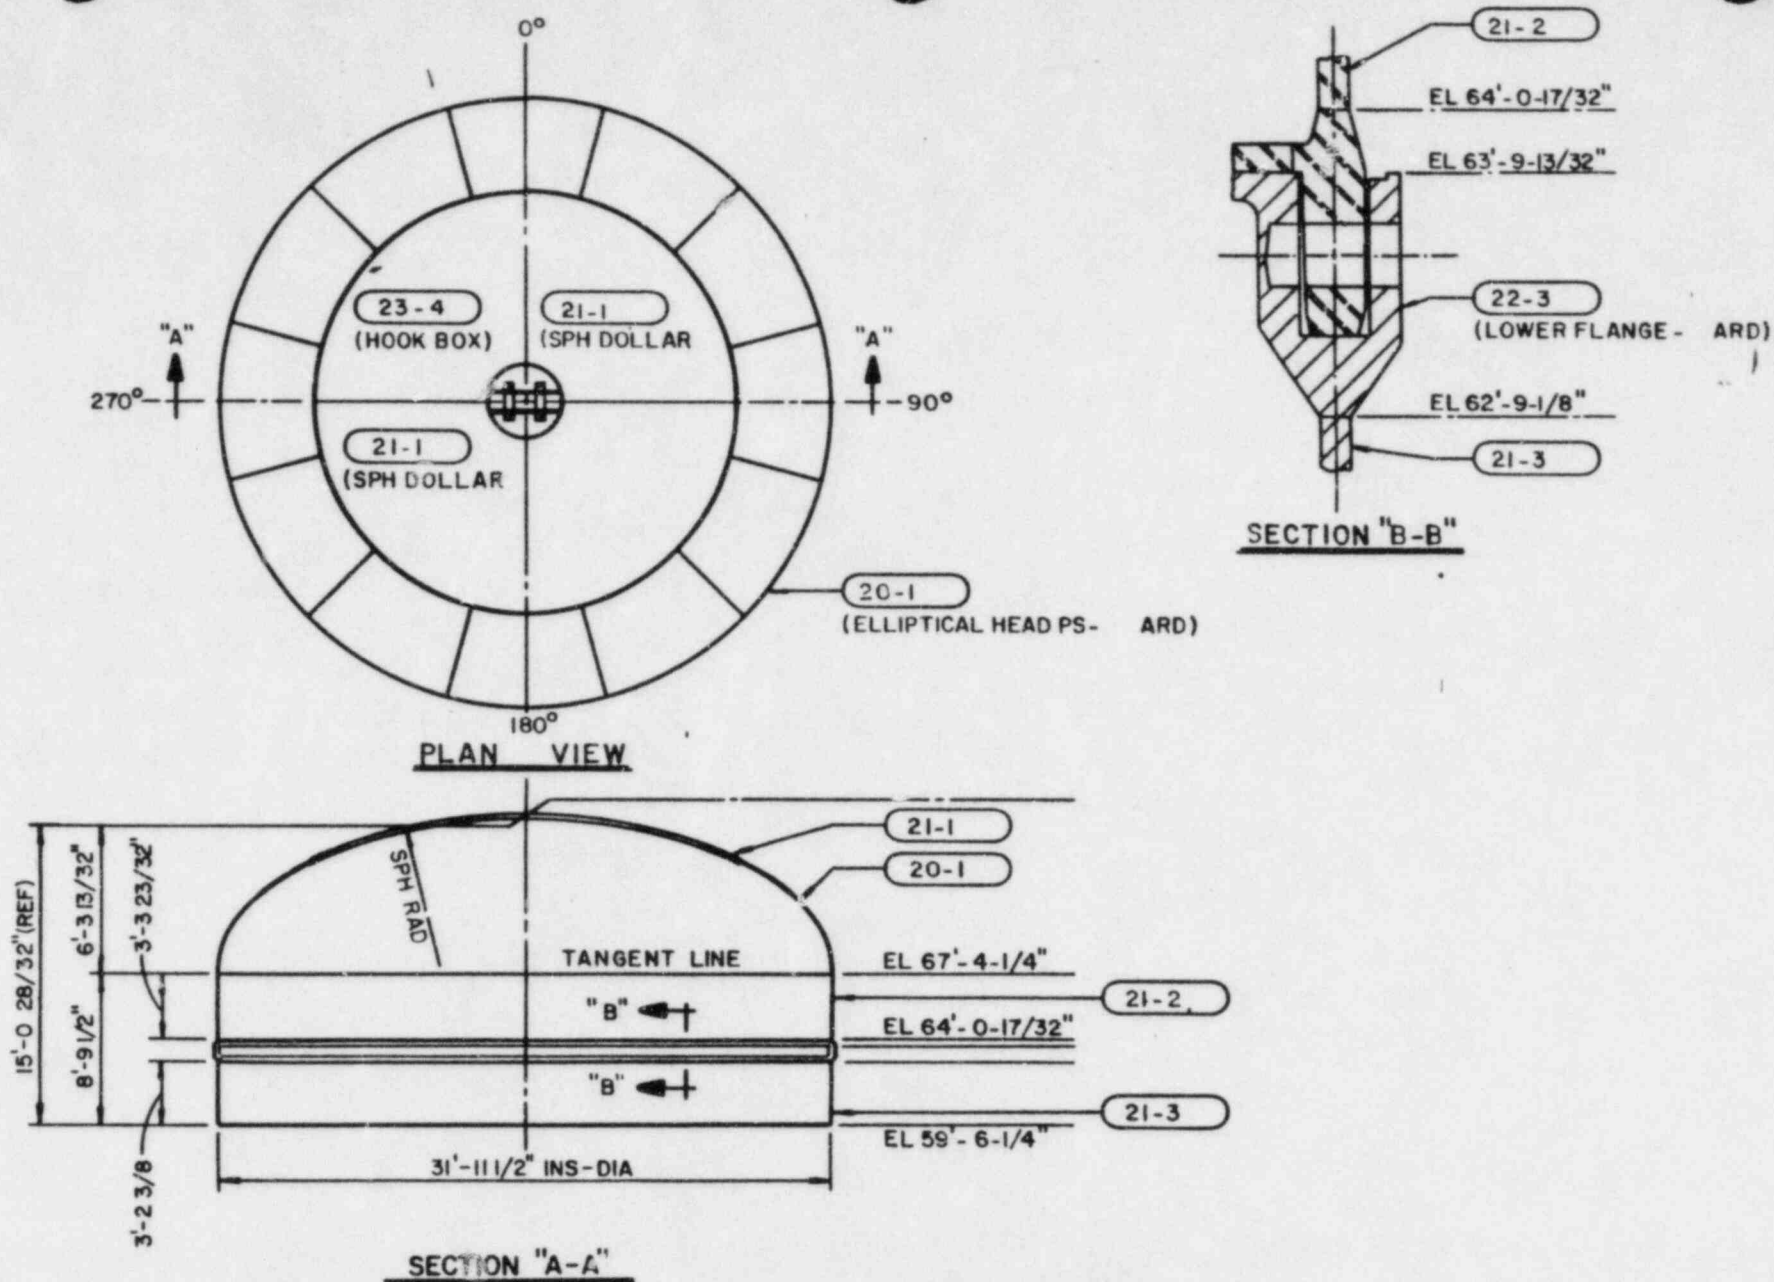 0°
23-4
(HOOK BOX)
21-1
(SPH DOLLAR
"A"
"A"
270°
90°
21-1
(SPH DOLLAR
20-1
(ELLIPTICAL HEAD PS- ARD)
180°
PLAN VIEW
21-2
EL 64'-0-17/32"
EL 63'-9-13/32"
22-3
(LOWER FLANGE- ARD)
EL 62'-9-1/8"
21-3
SECTION "B-B"
21-1
20-1
SPH RAD
TANGENT LINE
EL 67'-4-1/4"
21-2
"B"
EL 64'-0-17/32"
"B"
21-3
EL 59'-6-1/4"
15'-0 28/32"(REF)
6'-3 13/32"
8'-9 1/2"
3'-3 23/32"
3'-2 3/8
31'-11 1/2" INS-DIA
SECTION "A-A"